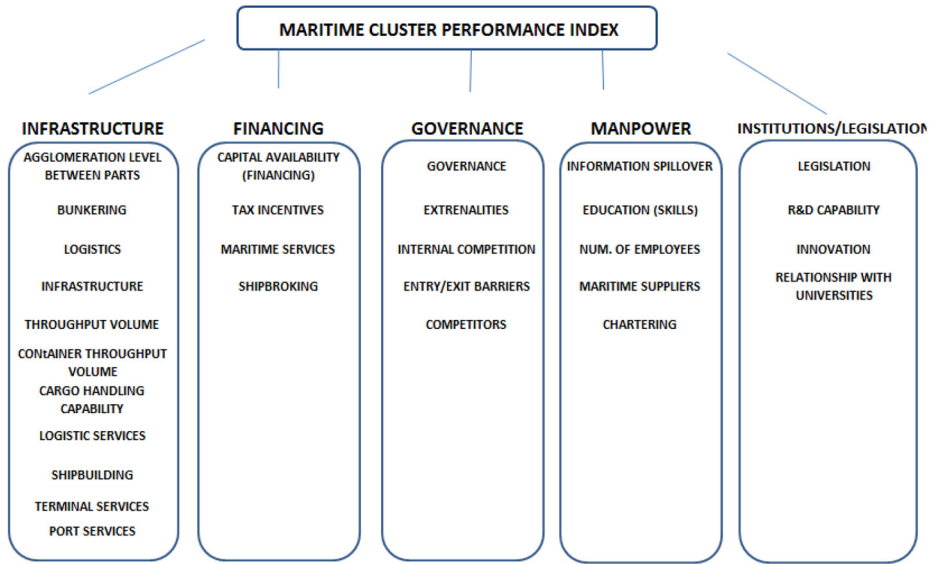 MARITIME CLUSTER PERFORMANCE INDEX
INFRASTRUCTURE
AGGLOMERATION LEVEL
BETWEEN PARTS
BUNKERING
LOGISTICS
INFRASTRUCTURE
THROUGHPUT VOLUME
CONtAINER THROUGHPUT
VOLUME
CARGO HANDLING
CAPABILITY
LOGISTIC SERVICES
SHIPBUILDING
TERMINAL SERVICES
PORT SERVICES
FINANCING
CAPITAL AVAILABILITY
(FINANCING)
TAX INCENTIVES
MARITIME SERVICES
SHIPBROKING
GOVERNANCE
GOVERNANCE
EXTRENALITIES
INTERNAL COMPETITION
ENTRY/EXIT BARRIERS
COMPETITORS
MANPOWER
INFORMATION SPILLOVER
EDUCATION (SKILLS)
NUM. OF EMPLOYEES
MARITIME SUPPLIERS
CHARTERING
INSTITUTIONS/LEGISLATION
LEGISLATION
R&D CAPABILITY
INNOVATION
RELATIONSHIP WITH
UNIVERSITIES